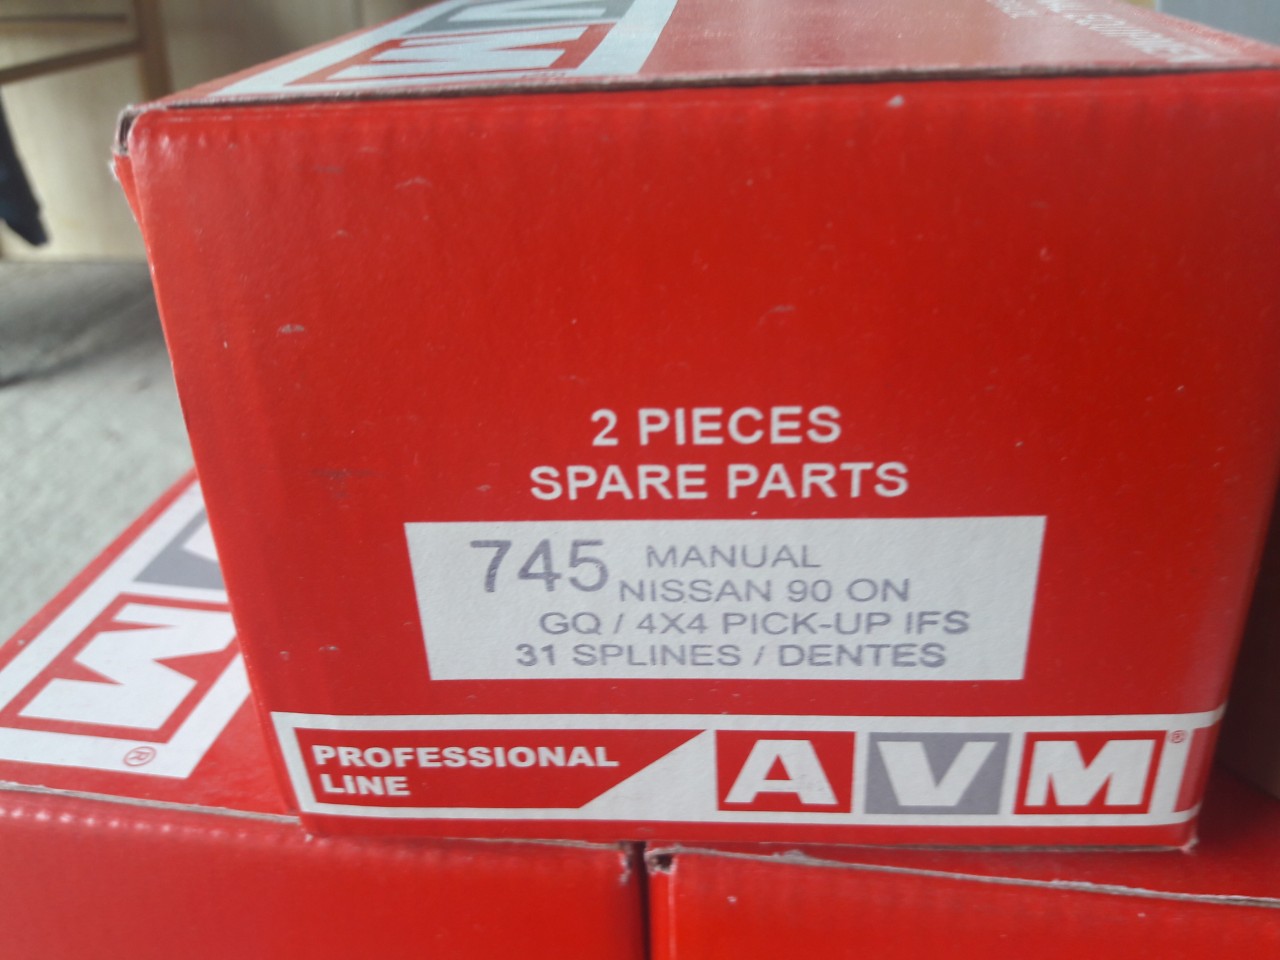 2 PIECES
SPARE PARTS
745 MANUAL
NISSAN 90 ON
GQ / 4X4 PICK-UP IFS
31 SPLINES / DENTES
PROFESSIONAL
LINE
AVM®
M
®